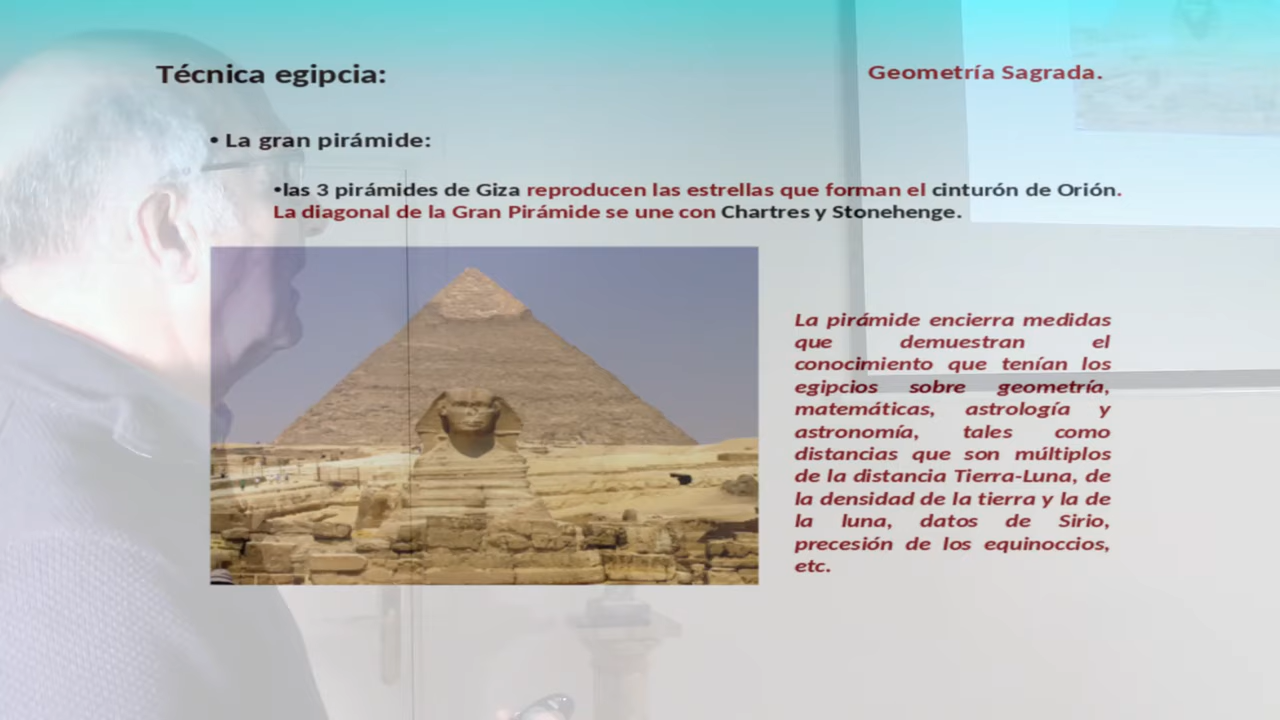 Técnica egipcia:
Geometría Sagrada.
• La gran pirámide:
•las 3 pirámides de Giza reproducen las estrellas que forman el cinturón de Orión.
La diagonal de la Gran Pirámide se une con Chartres y Stonehenge.
La pirámide encierra medidas
que demuestran el
conocimiento que tenían los
egipcios sobre geometría,
matemáticas, astrología y
astronomía, tales como
distancias que son múltiplos
de la distancia Tierra-Luna, de
la densidad de la tierra y la de
la luna, datos de Sirio,
precesión de los equinoccios,
etc.